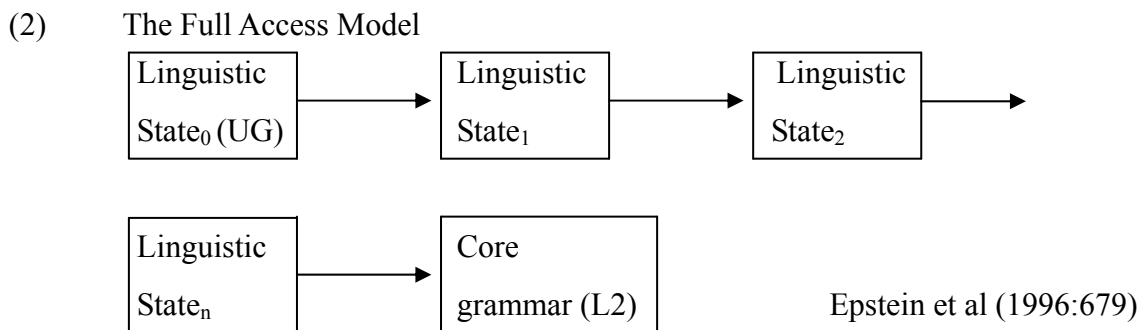 (2) The Full Access Model
Linguistic State₀ (UG)
Linguistic State₁
Linguistic State₂
Linguistic Stateₙ
Core grammar (L2)
Epstein et al (1996:679)